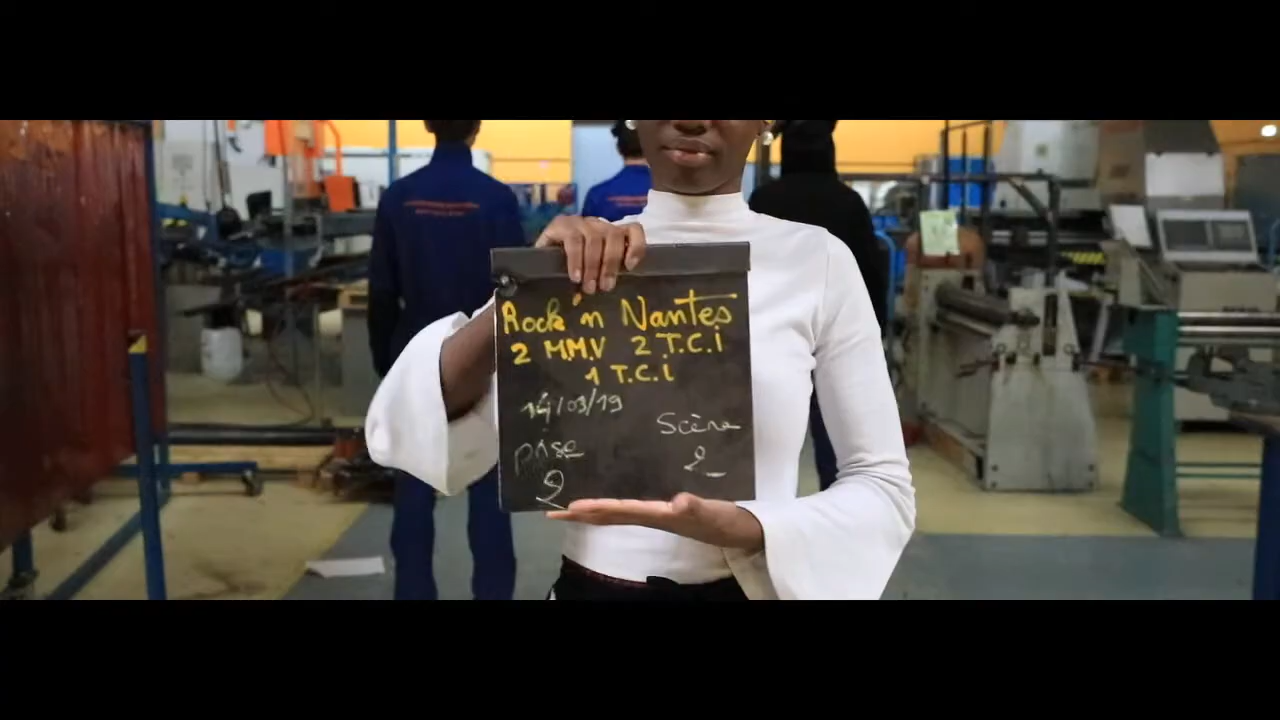 Rock'n Nantes
2 M.M.V 2 T.C.i
1 T.C.i
14/03/19
Scène
Prise
2
2